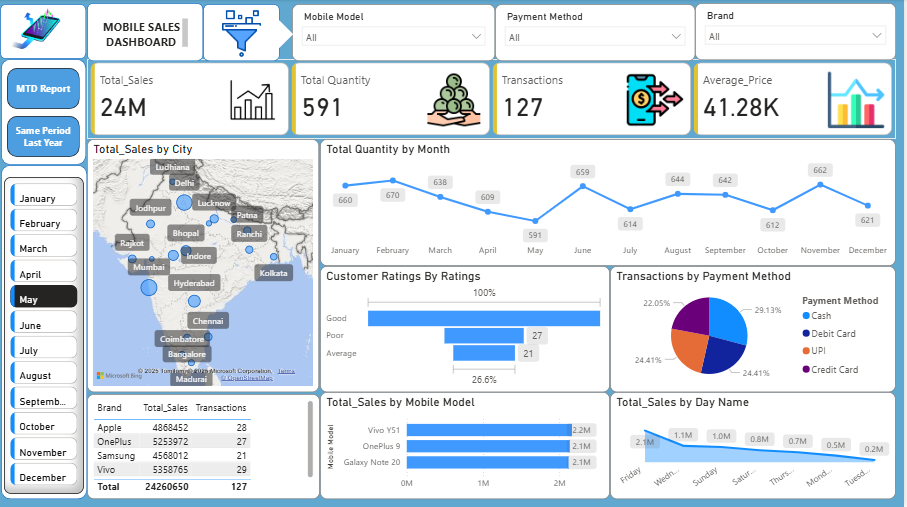 MOBILE SALES
DASHBOARD
Mobile Model
All
Payment Method
All
Brand
All
MTD Report
Same Period
Last Year
Total_Sales
24M
Total Quantity
591
Transactions
127
Average_Price
41.28K
January
February
March
April
May
June
July
August
Septemb...
October
November
December
Total_Sales by City
Ludhiana
Delhi
Jodhpur
Lucknow
Patna
Rajkot
Bhopal
Ranchi
Indore
Mumbai
Kolkata
Hyderabad
Chennai
Coimbatore
Bangalore
Madurai
Microsoft Bing
© 2025 TomTom, © 2025 Microsoft Corporation, Terms
© OpenStreetMap
Total Quantity by Month
660
670
638
609
591
659
614
644
642
612
662
621
January
February
March
April
May
June
July
August
September
October
November
December
Customer Ratings By Ratings
100%
Good
Poor
27
Average
21
26.6%
Transactions by Payment Method
22.05%
29.13%
24.41%
24.41%
Payment Method
Cash
Debit Card
UPI
Credit Card
Brand Total_Sales Transactions
Apple 4868452 28
OnePlus 5253972 27
Samsung 4568012 21
Vivo 5358765 29
Total 24260650 127
Total_Sales by Mobile Model
Mobile Model
Vivo Y51 2.2M
OnePlus 9 2.1M
Galaxy Note 20 2.1M
0M 1M 2M
Total_Sales by Day Name
2.1M
1.1M
1.0M
0.8M
0.7M
0.5M
0.2M
Friday
Wedn...
Sunday
Satur...
Thurs...
Mond...
Tuesd...